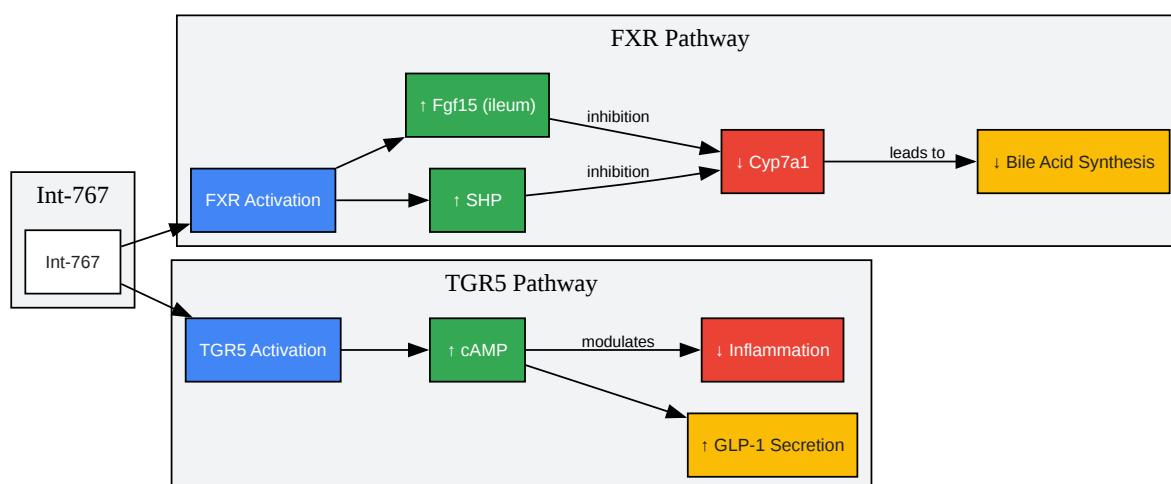 FXR Pathway
↑ Fgf15 (ileum)
inhibition
↓ Cyp7a1
leads to
↓ Bile Acid Synthesis
inhibition
FXR Activation
↑ SHP
Int-767
Int-767
TGR5 Pathway
TGR5 Activation
↑ cAMP
modulates
↓ Inflammation
↑ GLP-1 Secretion